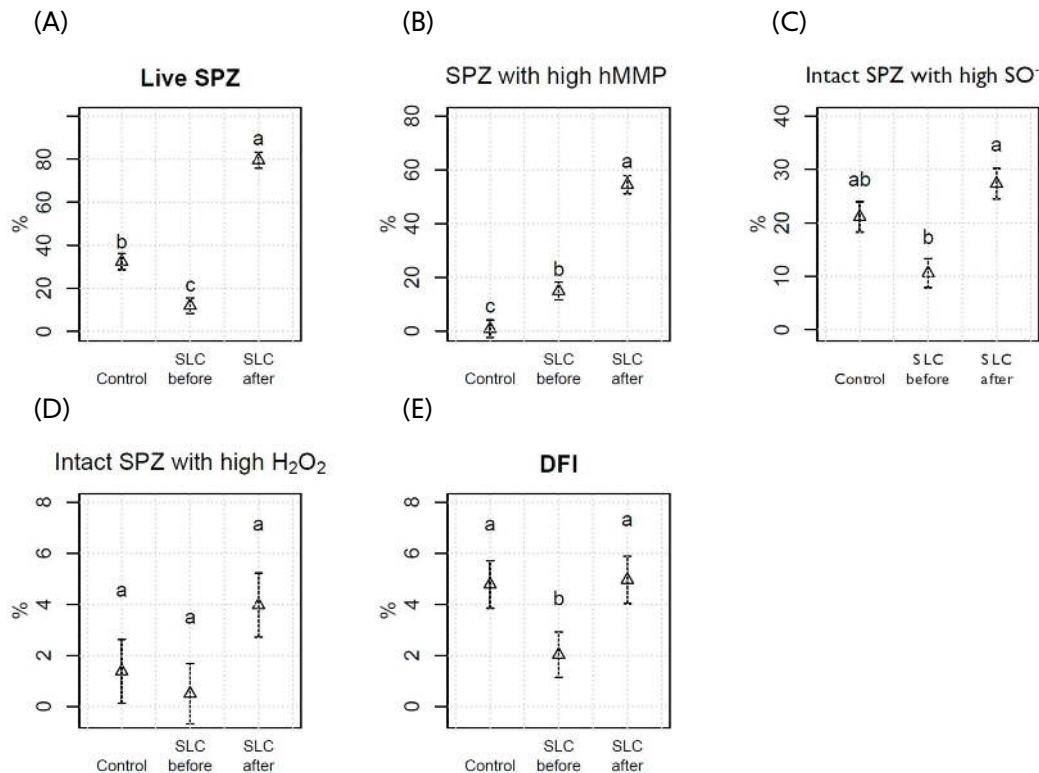 (A)
Live SPZ
%
0
20
40
60
80
b
c
a
Control
SLC
before
SLC
after
(B)
SPZ with high hMMP
%
0
20
40
60
80
c
b
a
Control
SLC
before
SLC
after
(C)
Intact SPZ with high SO⁻
%
0
10
20
30
40
ab
b
a
Control
SLC
before
SLC
after
(D)
Intact SPZ with high H₂O₂
%
0
2
4
6
8
a
a
a
Control
SLC
before
SLC
after
(E)
DFI
%
0
2
4
6
8
a
b
a
Control
SLC
before
SLC
after